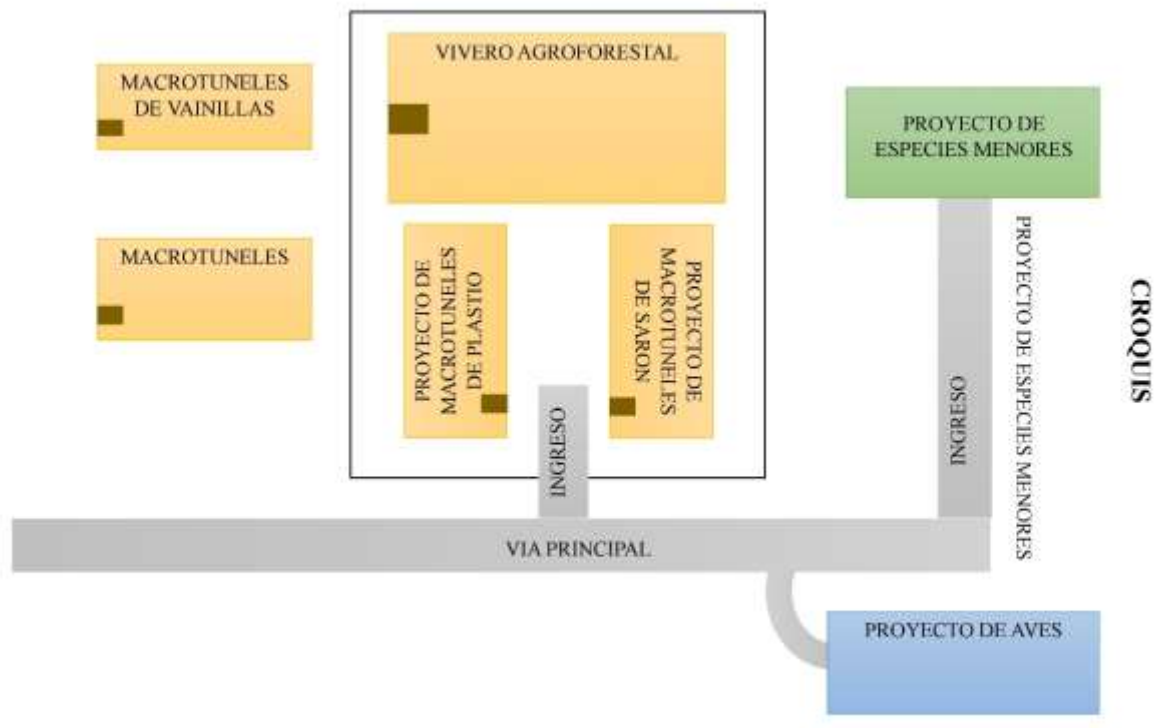 VIVERO AGROFORESTAL
MACROTUNELES
DE VAINILLAS
PROYECTO DE
ESPECIES MENORES
MACROTUNELES
PROYECTO DE
MACROTUNELES
DE PLASTIO
PROYECTO DE
MACROTUNELES
DE SARON
INGRESO
INGRESO
PROYECTO DE ESPECIES MENORES
CROQUIS
VIA PRINCIPAL
PROYECTO DE AVES